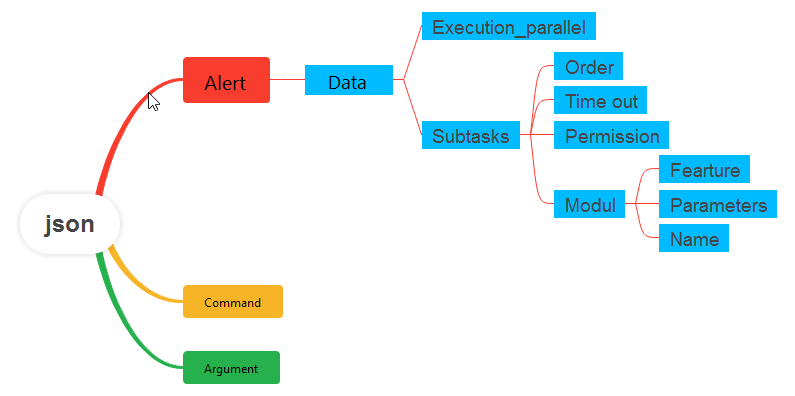 json
Alert
Data
Execution_parallel
Subtasks
Order
Time out
Permission
Modul
Fearture
Parameters
Name
Command
Argument